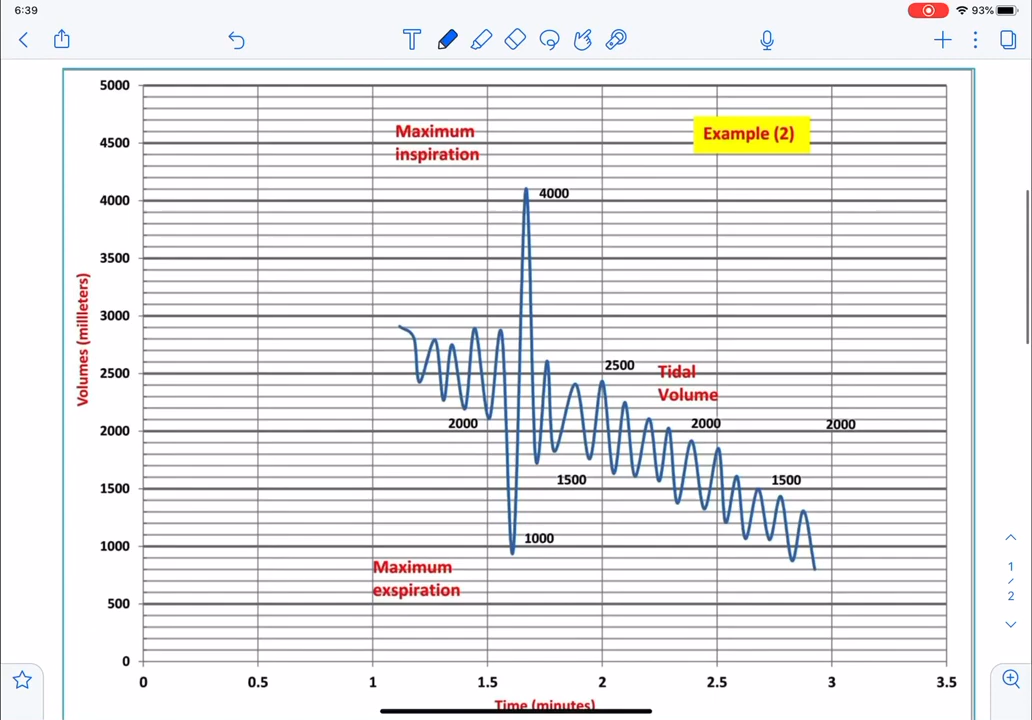 6:39
93%
T
5000
Maximum
inspiration
Example (2)
4500
4000
4000
3500
Volumes (millleters)
3000
2500
2500
Tidal
Volume
2000
2000
2000
2000
1500
1500
1500
1000
1000
Maximum
exspiration
500
0
0 0.5 1 1.5 2 2.5 3 3.5
Time (minutes)
1
/
2